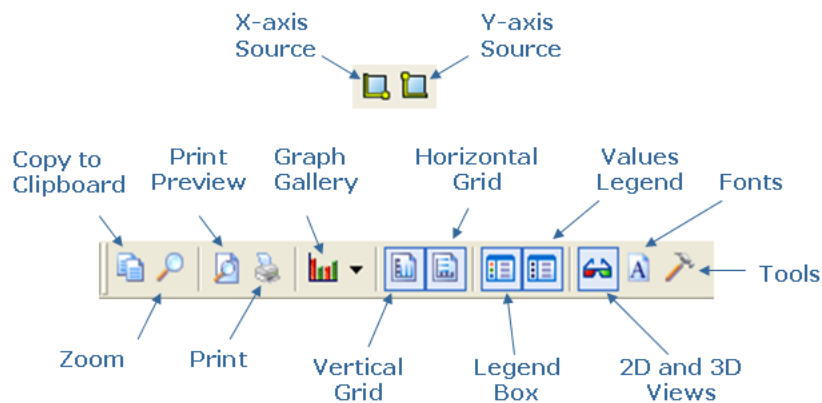 X-axis
Source
Y-axis
Source
Copy to
Clipboard
Print
Preview
Graph
Gallery
Horizontal
Grid
Values
Legend
Fonts
A
Tools
Zoom
Print
Vertical
Grid
Legend
Box
2D and 3D
Views